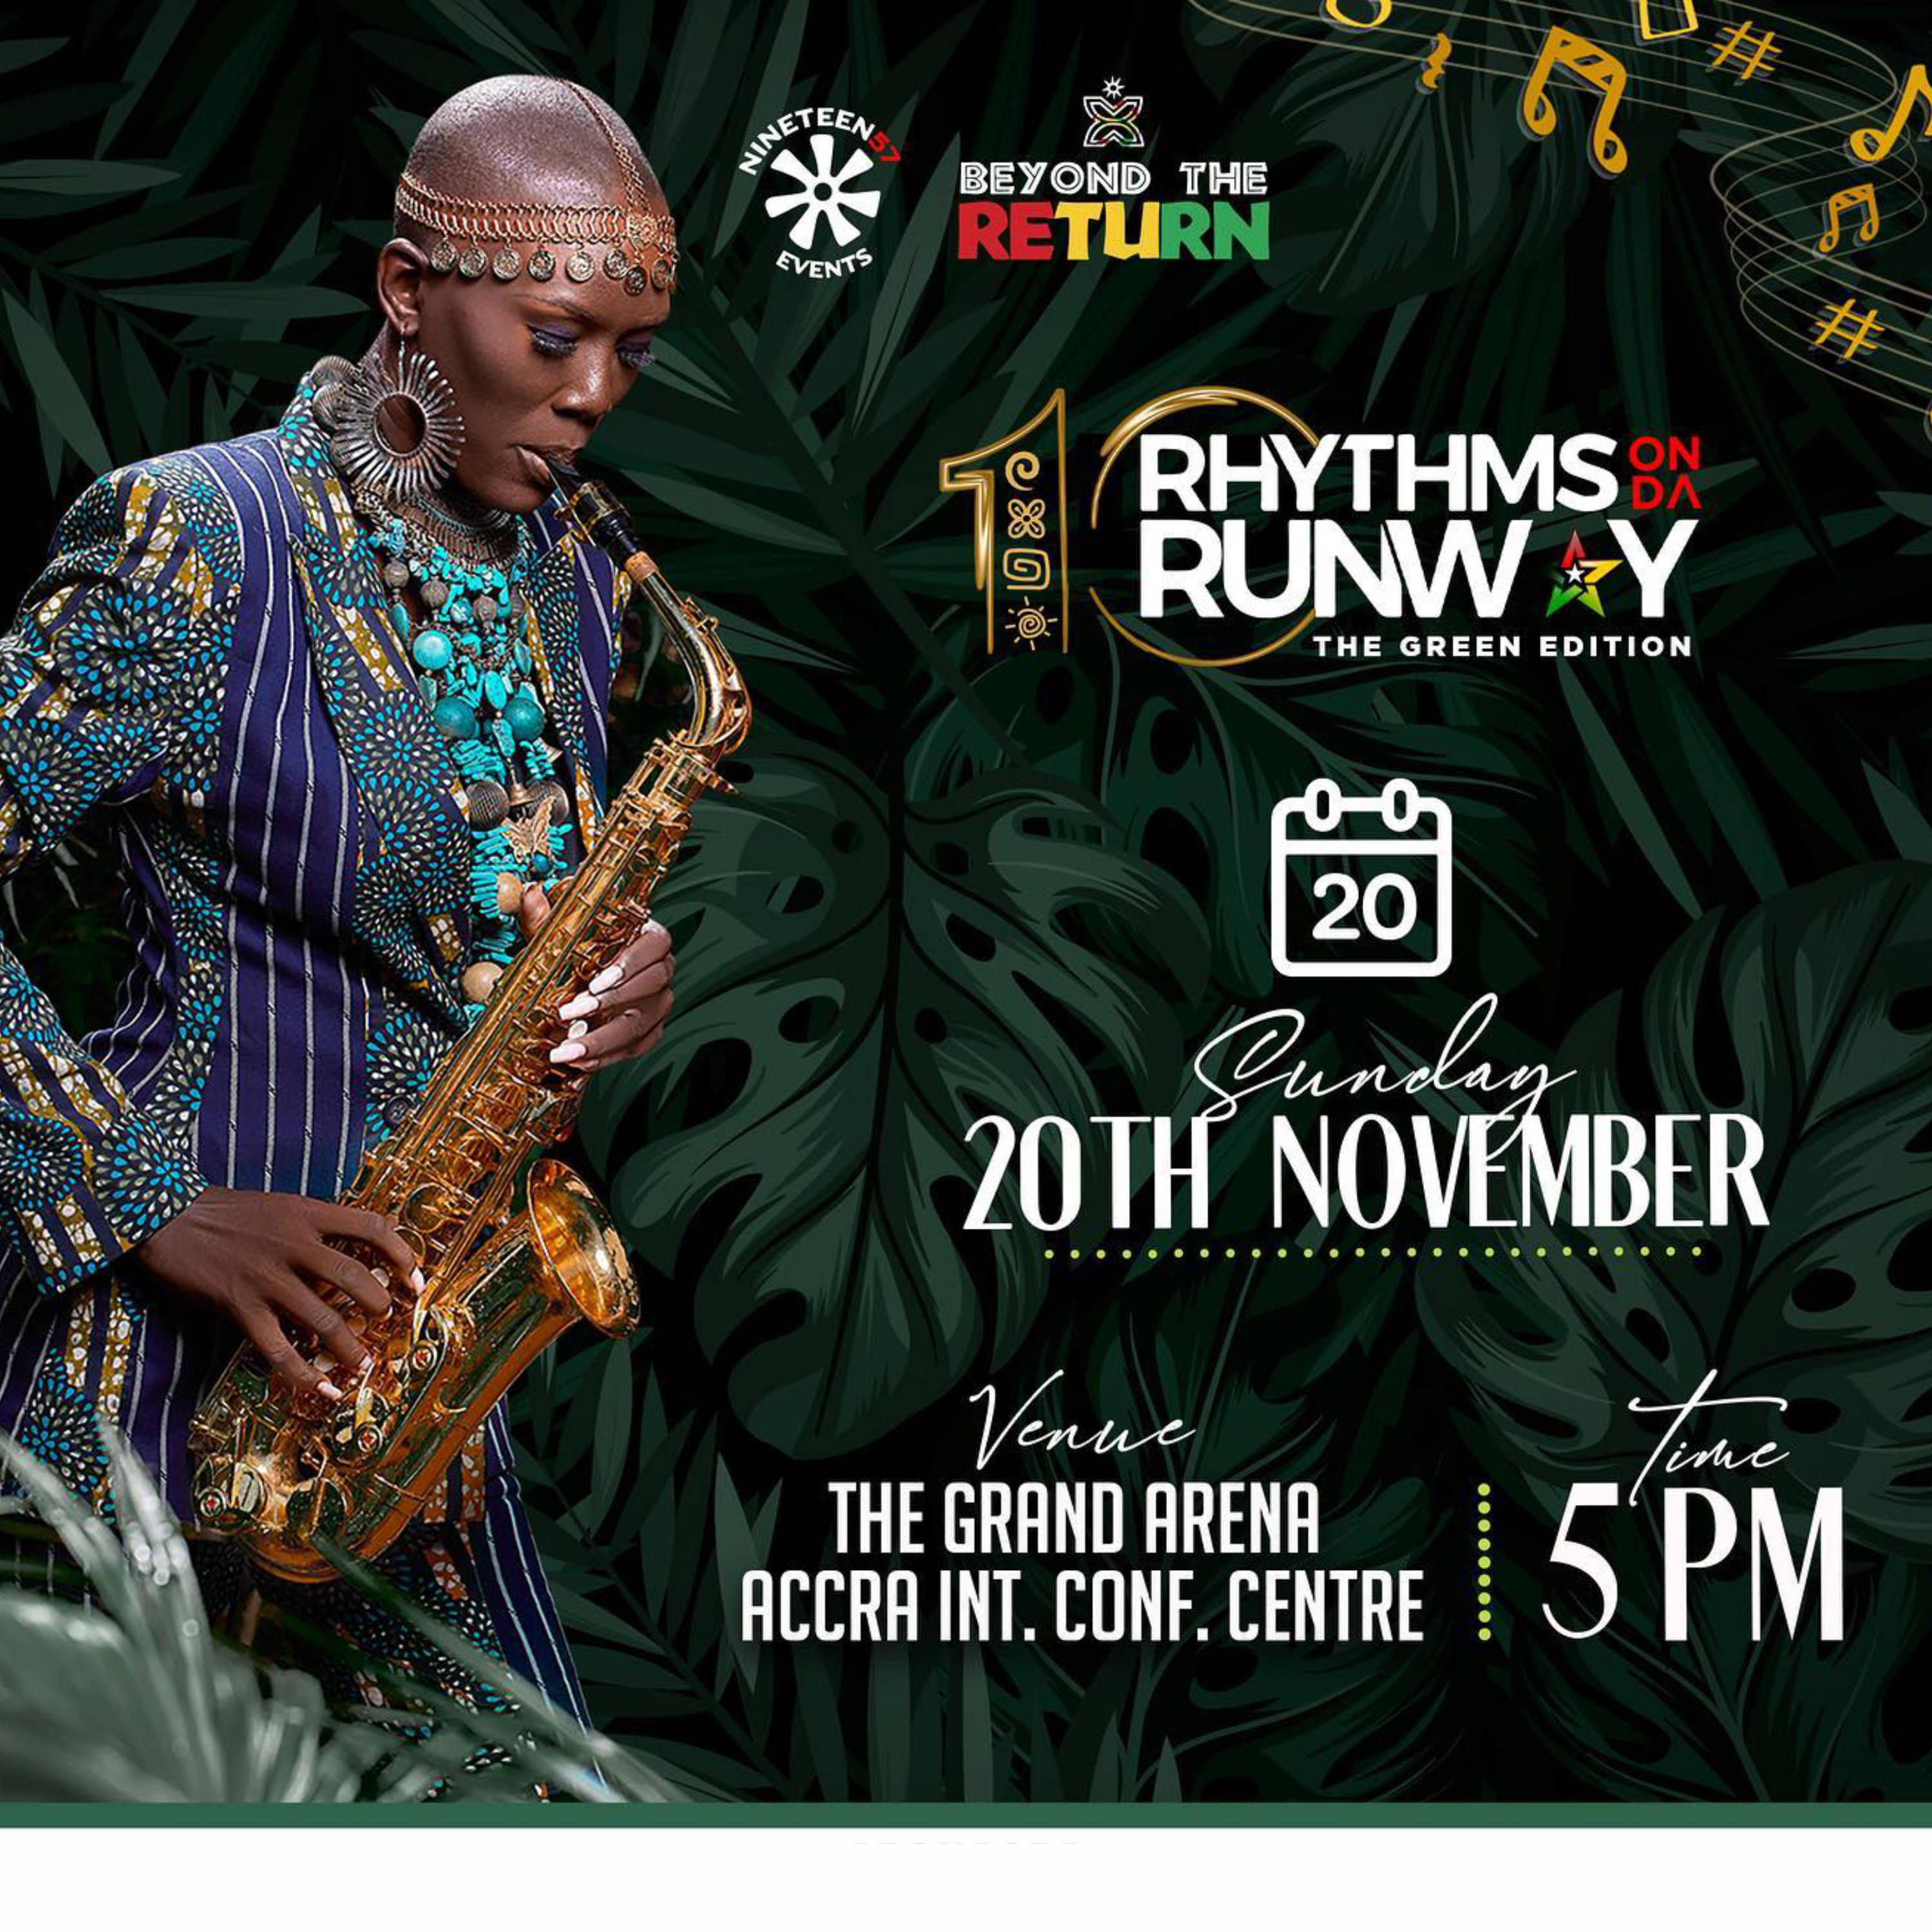 NINETEEN57
EVENTS
BEYOND THE
RETURN
10
RHYTHMS ON DA
RUNWAY
THE GREEN EDITION
20
Sunday
20TH NOVEMBER
Venue
THE GRAND ARENA
ACCRA INT. CONF. CENTRE
Time
5 PM